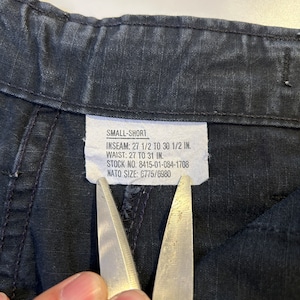 SMALL-SHORT
INSEAM: 27 1/2 TO 30 1/2 IN.
WAIST: 27 TO 31 IN.
STOCK NO. 8415-01-084-1708
NATO SIZE: 6775/6980